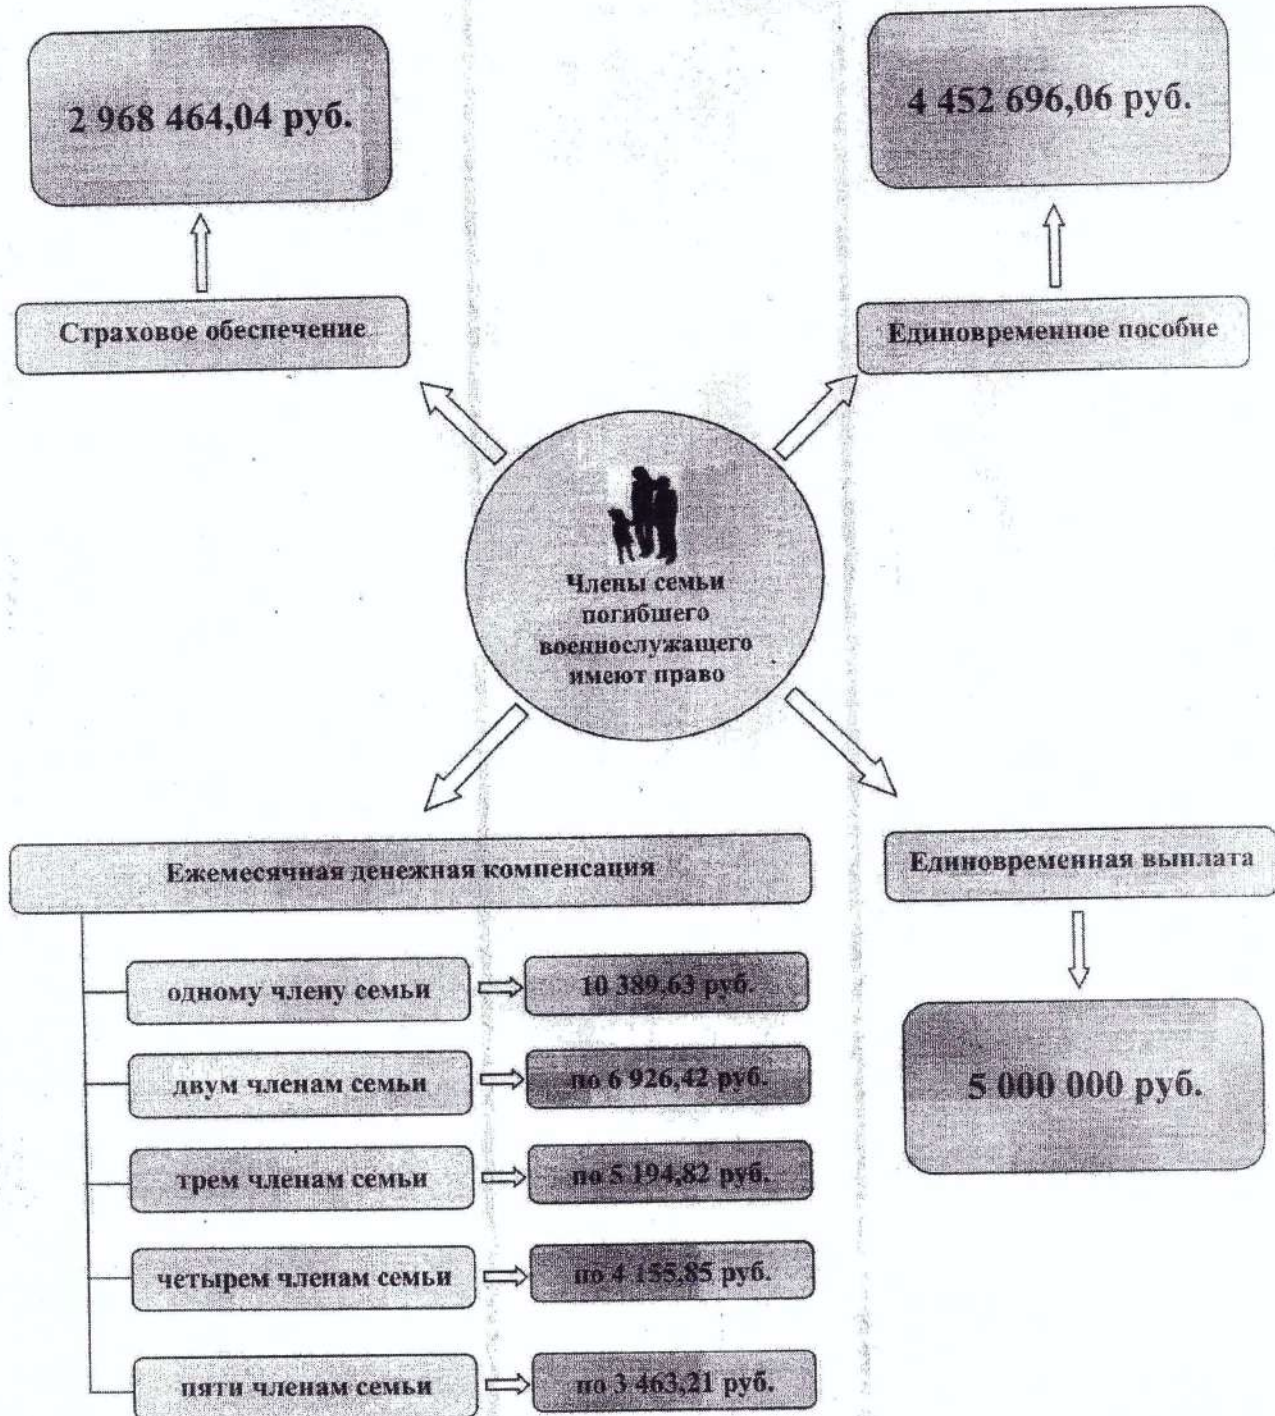 2 968 464,04 руб.
4 452 696,06 руб.
Страховое обеспечение
Единовременное пособие
Члены семьи
погибшего
военнослужащего
имеют право
Ежемесячная денежная компенсация
одному члену семьи
10 389,63 руб.
двум членам семьи
по 6 926,42 руб.
трем членам семьи
по 5 194,82 руб.
четырем членам семьи
по 4 155,85 руб.
пяти членам семьи
по 3 463,21 руб.
Единовременная выплата
5 000 000 руб.